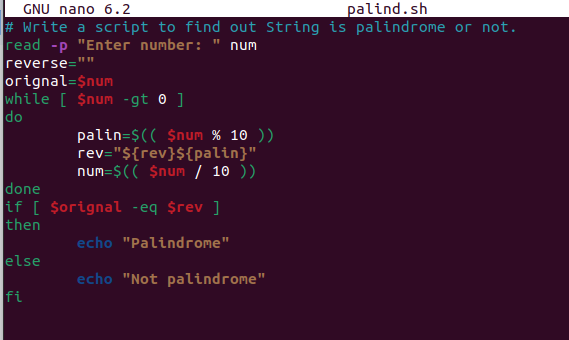 GNU nano 6.2 palind.sh
# Write a script to find out String is palindrome or not.
read -p "Enter number: " num
reverse=""
orignal=$num
while [ $num -gt 0 ]
do
palin=$(( $num % 10 ))
rev="${rev}${palin}"
num=$(( $num / 10 ))
done
if [ $orignal -eq $rev ]
then
echo "Palindrome"
else
echo "Not palindrome"
fi